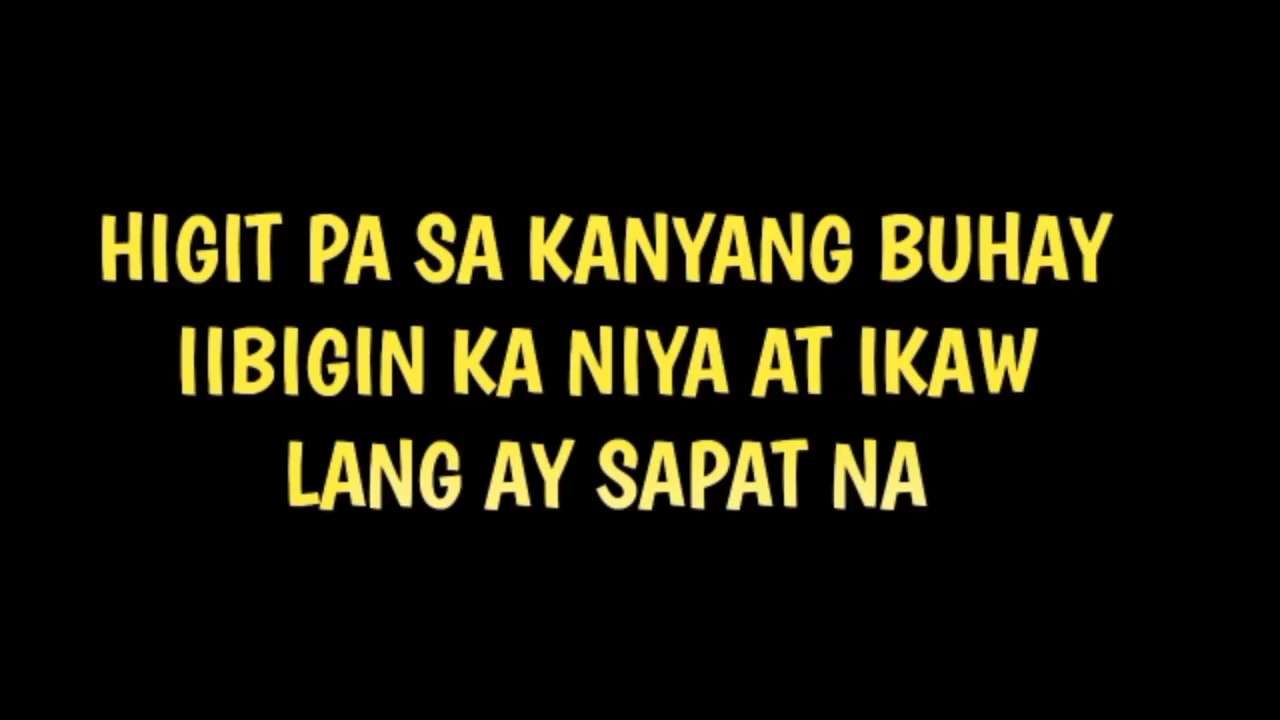 HIGIT PA SA KANYANG BUHAY
IIBIGIN KA NIYA AT IKAW
LANG AY SAPAT NA